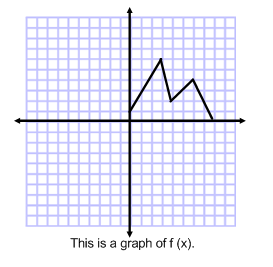 This is a graph of f (x).